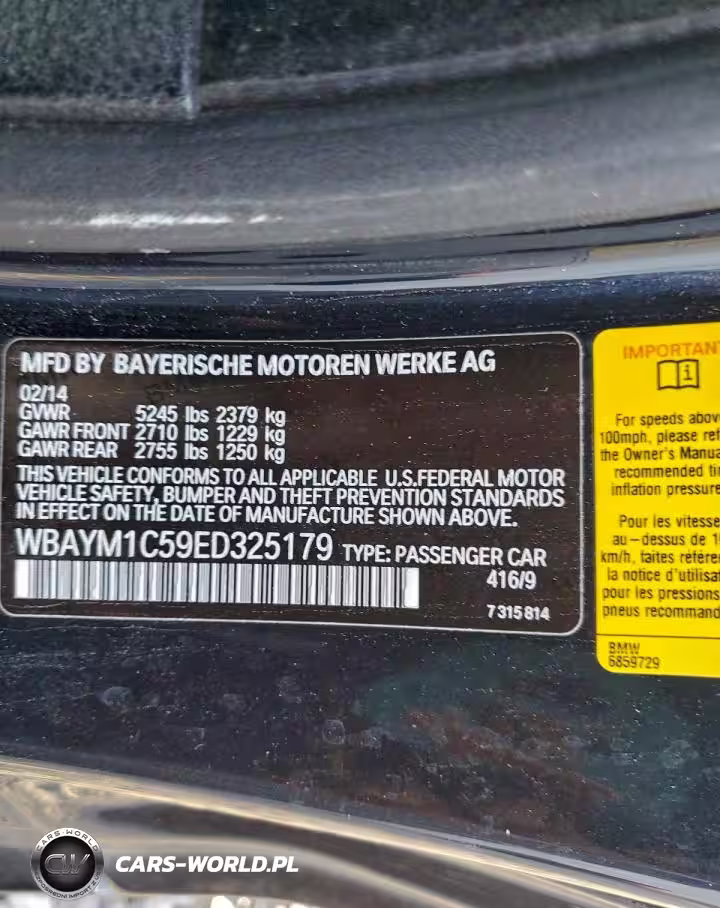 MFD BY BAYERISCHE MOTOREN WERKE AG
02/14
GVWR 5245 lbs 2379 kg
GAWR FRONT 2710 lbs 1229 kg
GAWR REAR 2755 lbs 1250 kg
THIS VEHICLE CONFORMS TO ALL APPLICABLE U.S.FEDERAL MOTOR
VEHICLE SAFETY, BUMPER AND THEFT PREVENTION STANDARDS
IN EFFECT ON THE DATE OF MANUFACTURE SHOWN ABOVE.
WBAYM1C59ED325179 TYPE: PASSENGER CAR
416/9
7 315 814
IMPORTANT
For speeds above
100mph, please
the Owner's
recommended
inflation pressure
Pour les
au-dessus de
km/h, faites
la notice
pour les pressions
pneus
BMW
6859729
CARS-WORLD
CW
CARS-WORLD.PL